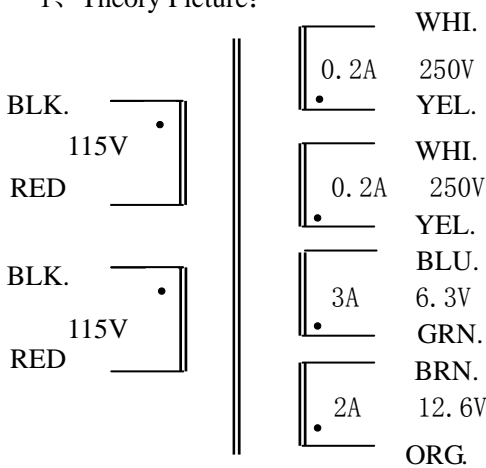 1、Theory Picture:
WHI.
0.2A 250V
BLK.
YEL.
115V
WHI.
RED
0.2A 250V
YEL.
BLU.
BLK.
3A 6.3V
115V
GRN.
RED
BRN.
2A 12.6V
ORG.